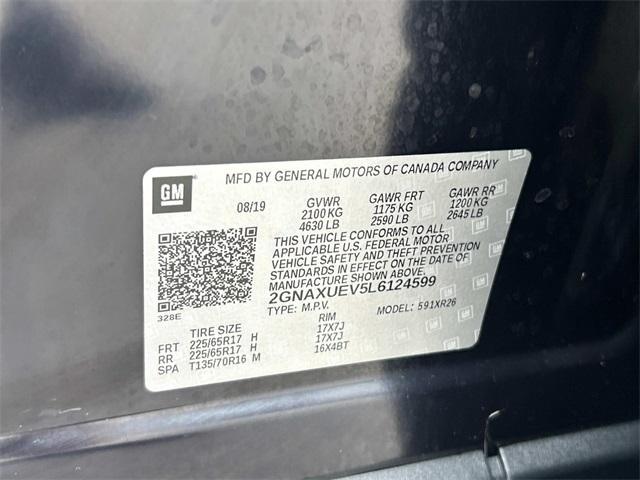 GM
MFD BY GENERAL MOTORS OF CANADA COMPANY
08/19 GVWR GAWR FRT GAWR RR
2100 KG 1175 KG 1200 KG
4630 LB 2590 LB 2645 LB
THIS VEHICLE CONFORMS TO ALL
APPLICABLE U.S. FEDERAL MOTOR
VEHICLE SAFETY AND THEFT PREVENTION
STANDARDS IN EFFECT ON THE DATE OF
MANUFACTURE SHOWN ABOVE.
2GNAXUEV5L6124599
TYPE: M.P.V. MODEL: 591XR26
328E
TIRE SIZE RIM
FRT 225/65R17 H 17X7J
RR 225/65R17 H 17X7J
SPA T135/70R16 M 16X4BT